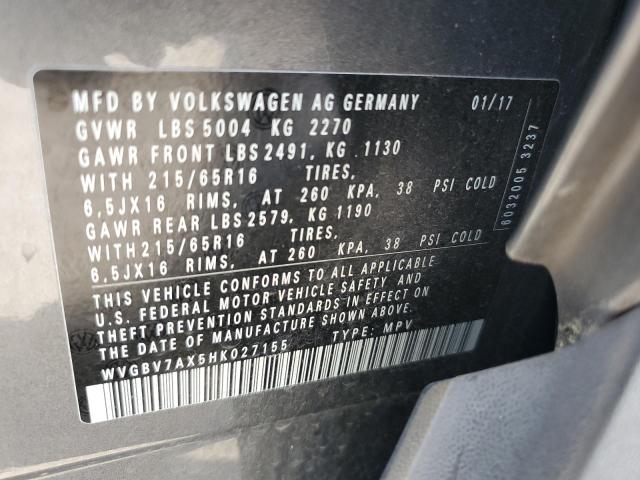 MFD BY VOLKSWAGEN AG GERMANY 01/17
GVWR LBS 5004 KG 2270
GAWR FRONT LBS 2491, KG 1130
WITH 215/65R16 TIRES,
6,5JX16 RIMS, AT 260 KPA, 38 PSI COLD
GAWR REAR LBS 2579, KG 1190
WITH 215/65R16 TIRES,
6,5JX16 RIMS, AT 260 KPA, 38 PSI COLD
THIS VEHICLE CONFORMS TO ALL APPLICABLE
U.S. FEDERAL MOTOR VEHICLE SAFETY AND
THEFT PREVENTION STANDARDS IN EFFECT ON
THE DATE OF MANUFACTURE SHOWN ABOVE.
WVGBV7AX5HK027155 TYPE: MPV
6032005 3237